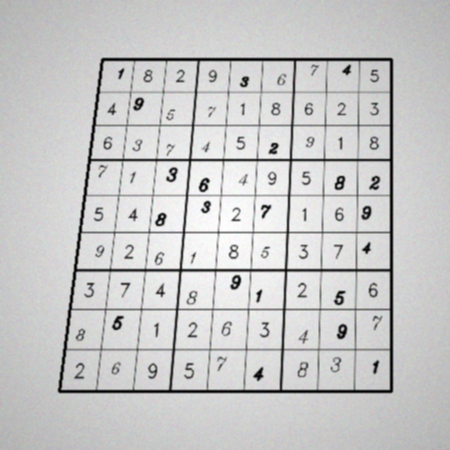 1 8 2 9 3 6 7 4 5
4 9 5 7 1 8 6 2 3
6 3 7 4 5 2 9 1 8
7 1 3 6 4 9 5 8 2
5 4 8 3 2 7 1 6 9
9 2 6 1 8 5 3 7 4
3 7 4 8 9 1 2 5 6
8 5 1 2 6 3 4 9 7
2 6 9 5 7 4 8 3 1